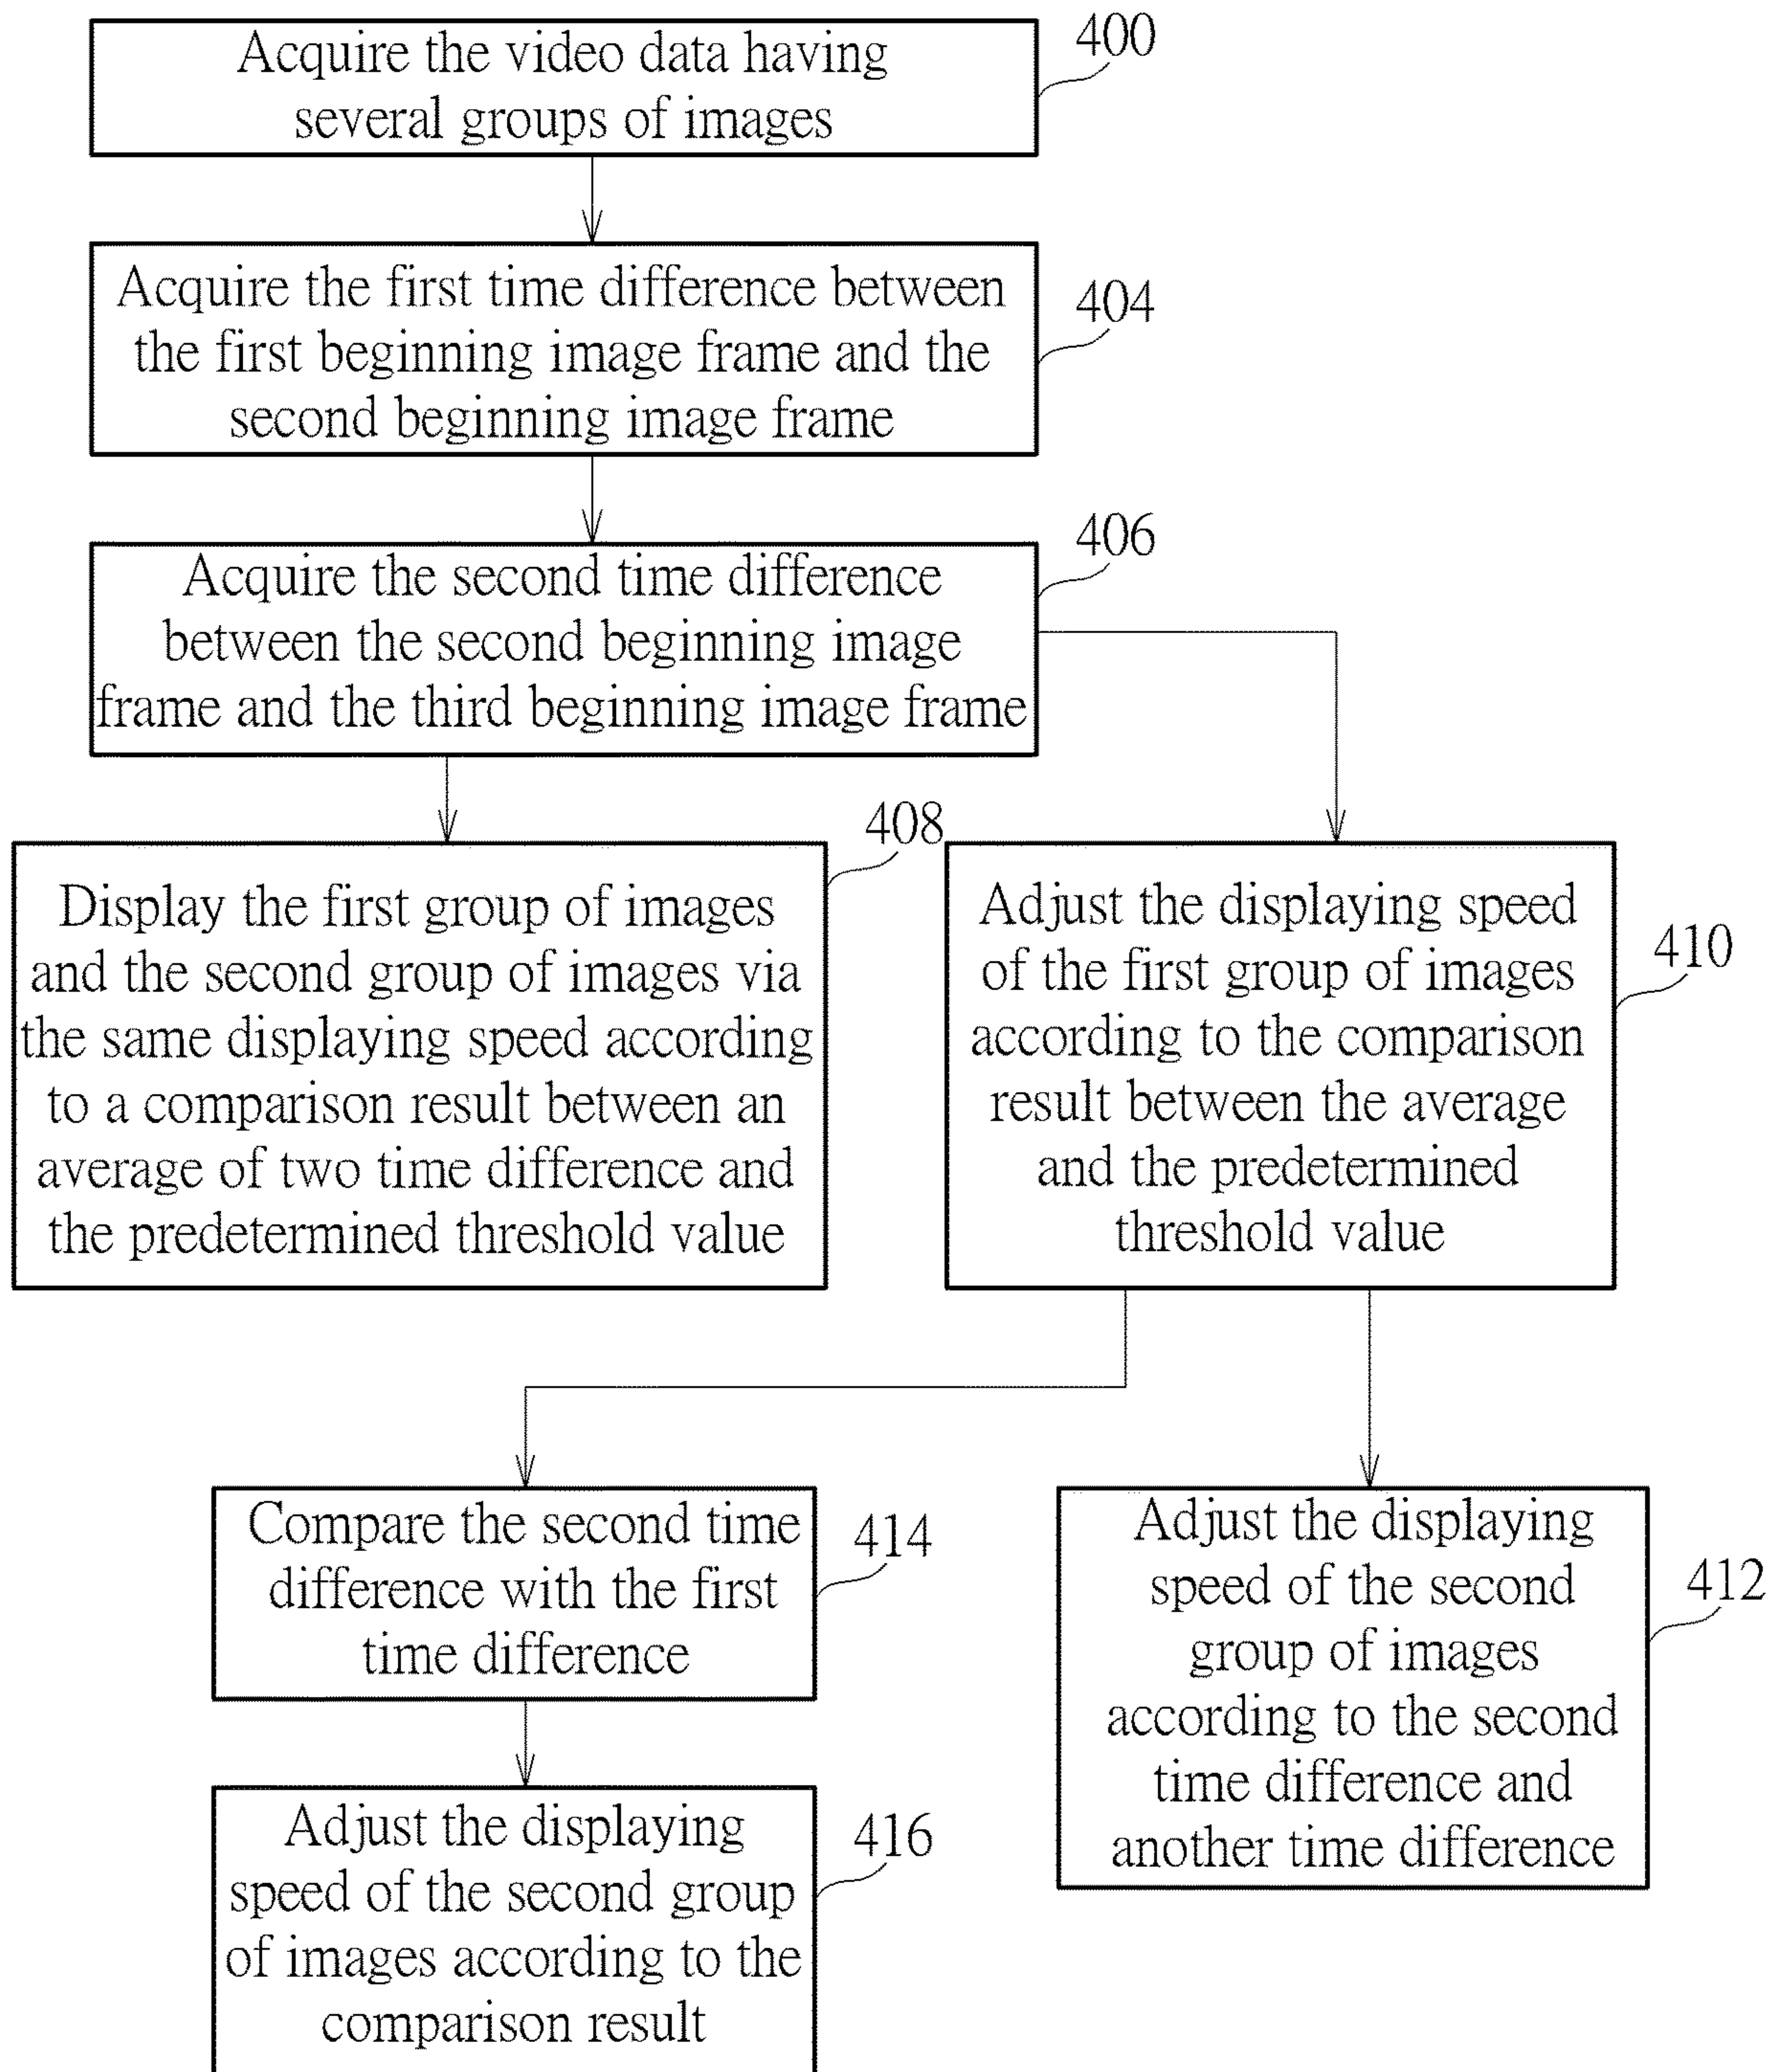 Acquire the video data having
several groups of images
400
Acquire the first time difference between
the first beginning image frame and the
second beginning image frame
404
Acquire the second time difference
between the second beginning image
frame and the third beginning image frame
406
Display the first group of images
and the second group of images via
the same displaying speed according
to a comparison result between an
average of two time difference and
the predetermined threshold value
408
Adjust the displaying speed
of the first group of images
according to the comparison
result between the average
and the predetermined
threshold value
410
Compare the second time
difference with the first
time difference
414
Adjust the displaying
speed of the second
group of images
according to the second
time difference and
another time difference
412
Adjust the displaying
speed of the second group
of images according to the
comparison result
416